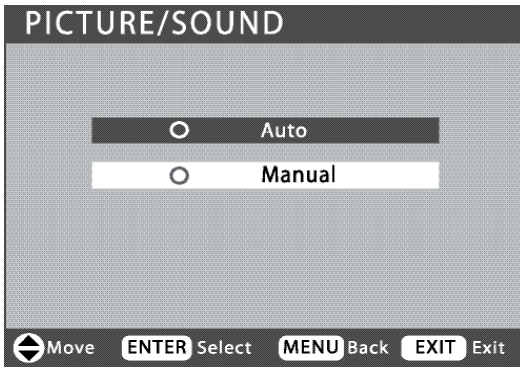 PICTURE/SOUND
Auto
Manual
Move ENTER Select MENU Back EXIT Exit